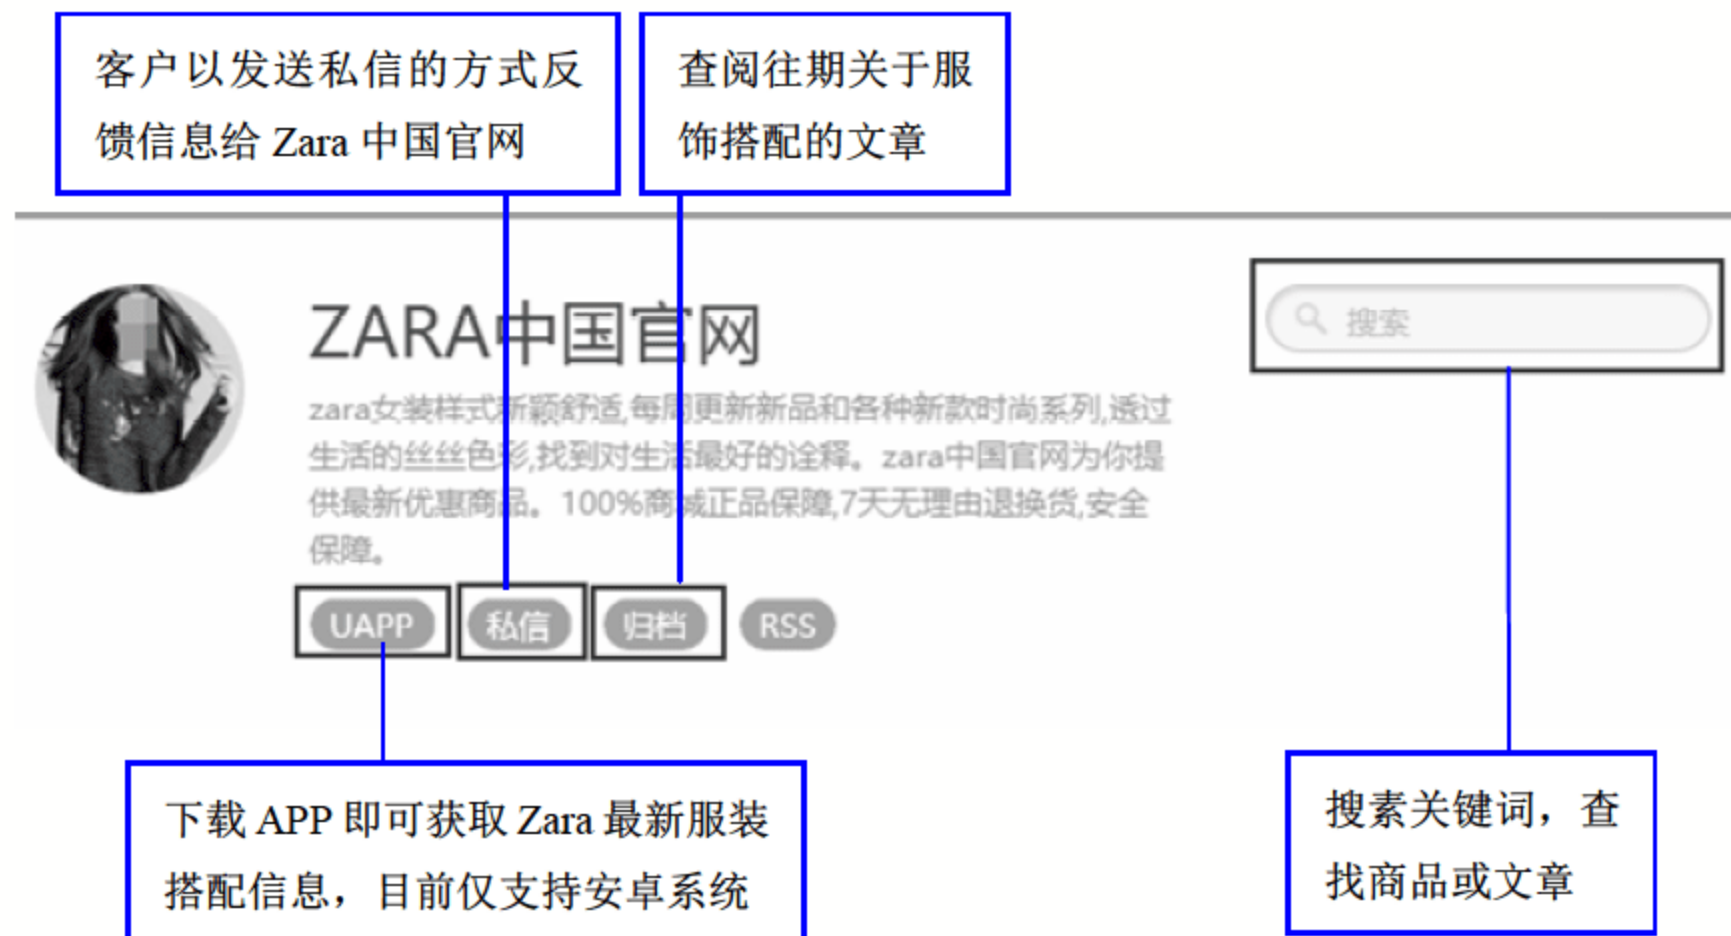 客户以发送私信的方式反
馈信息给 Zara 中国官网
查阅往期关于服
饰搭配的文章
ZARA中国官网
搜索
zara女装样式新颖舒适,每周更新新品和各种新款时尚系列,透过
生活的丝丝色彩,找到对生活最好的诠释。zara中国官网为你提
供最新优惠商品。100%商城正品保障,7天无理由退换货,安全
保障。
UAPP 私信 归档 RSS
下载 APP 即可获取 Zara 最新服装
搭配信息，目前仅支持安卓系统
搜素关键词，查
找商品或文章